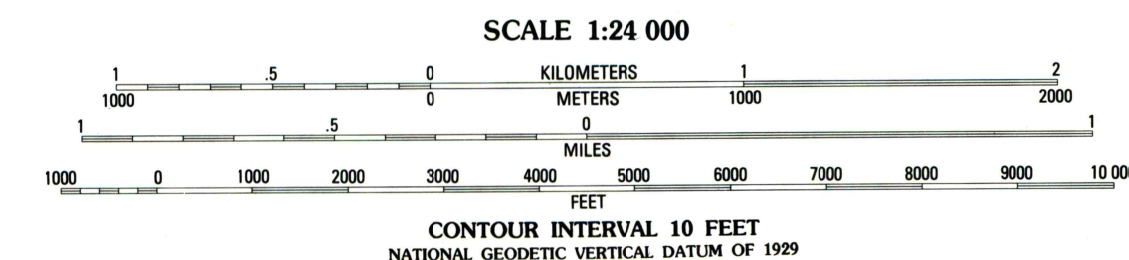 SCALE 1:24 000
1 .5 0 KILOMETERS 1 2
1000 0 METERS 1000 2000
1 .5 0 1
MILES
1000 0 1000 2000 3000 4000 5000 6000 7000 8000 9000 10 000
FEET
CONTOUR INTERVAL 10 FEET
NATIONAL GEODETIC VERTICAL DATUM OF 1929